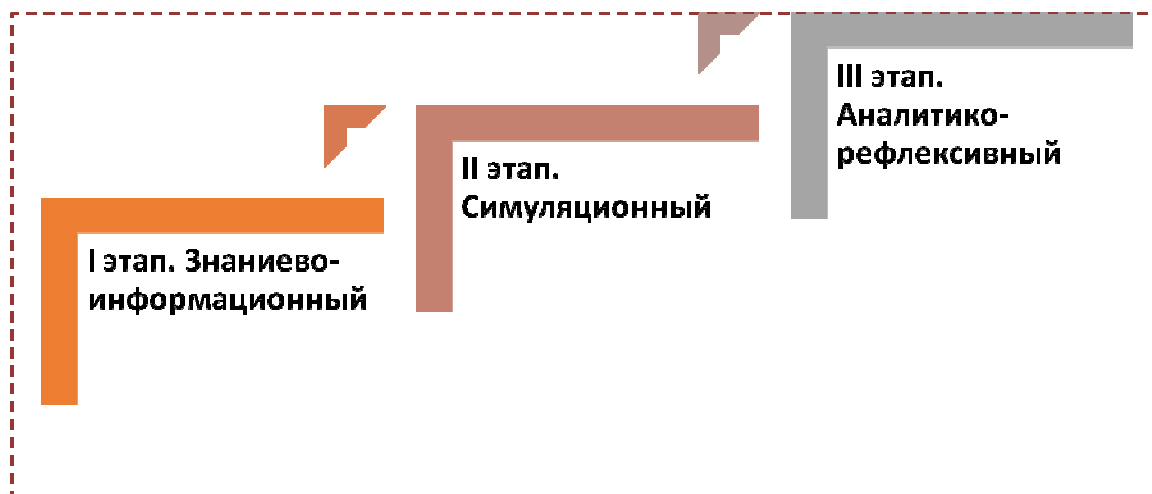 I этап. Знаниево-
информационный
II этап.
Симуляционный
III этап.
Аналитико-
рефлексивный